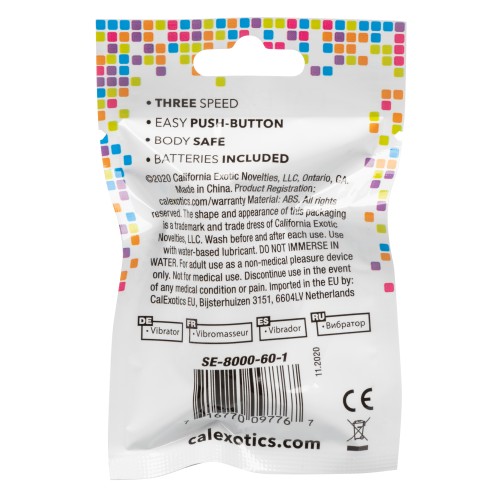 • THREE SPEED
• EASY PUSH-BUTTON
• BODY SAFE
• BATTERIES INCLUDED
©2020 California Exotic Novelties, LLC, Ontario, CA.
Made in China. Product Registration:
calexotics.com/warranty Material: ABS. All rights
reserved. The shape and appearance of this packaging
is a trademark and trade dress of California Exotic
Novelties, LLC. Wash before and after each use. Use
with water-based lubricant. DO NOT IMMERSE IN
WATER. For adult use as a non-medical pleasure device
only. Not for medical use. Discontinue use in the event
of any medical condition or pain. Imported in the EU by:
CalExotics EU, Bijsterhuizen 3151, 6604LV Netherlands
DE • Vibrator FR • Vibromasseur ES • Vibrador RU • Вибратор
SE-8000-60-1
11.2020
7 16770 09776 7
CE
calexotics.com